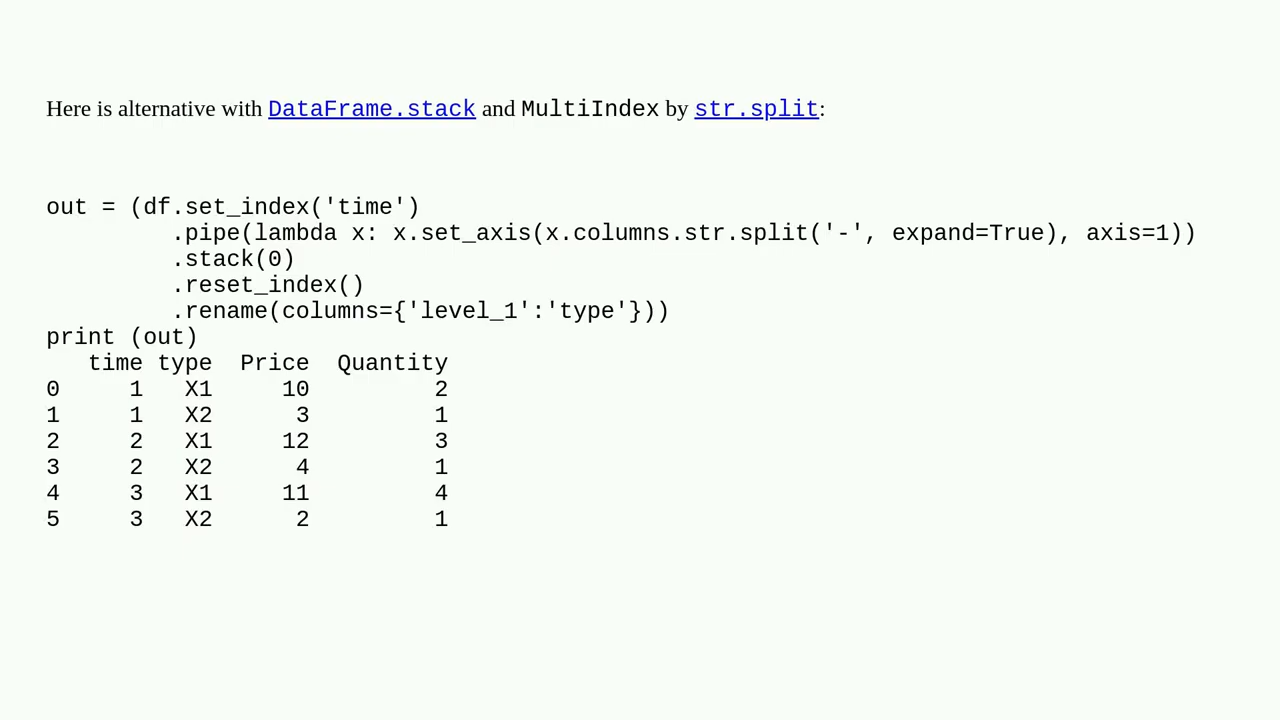 Here is alternative with DataFrame.stack and MultiIndex by str.split:
out = (df.set_index('time')
         .pipe(lambda x: x.set_axis(x.columns.str.split('-', expand=True), axis=1))
         .stack(0)
         .reset_index()
         .rename(columns={'level_1':'type'}))
print (out)
   time type  Price  Quantity
0     1   X1     10         2
1     1   X2      3         1
2     2   X1     12         3
3     2   X2      4         1
4     3   X1     11         4
5     3   X2      2         1